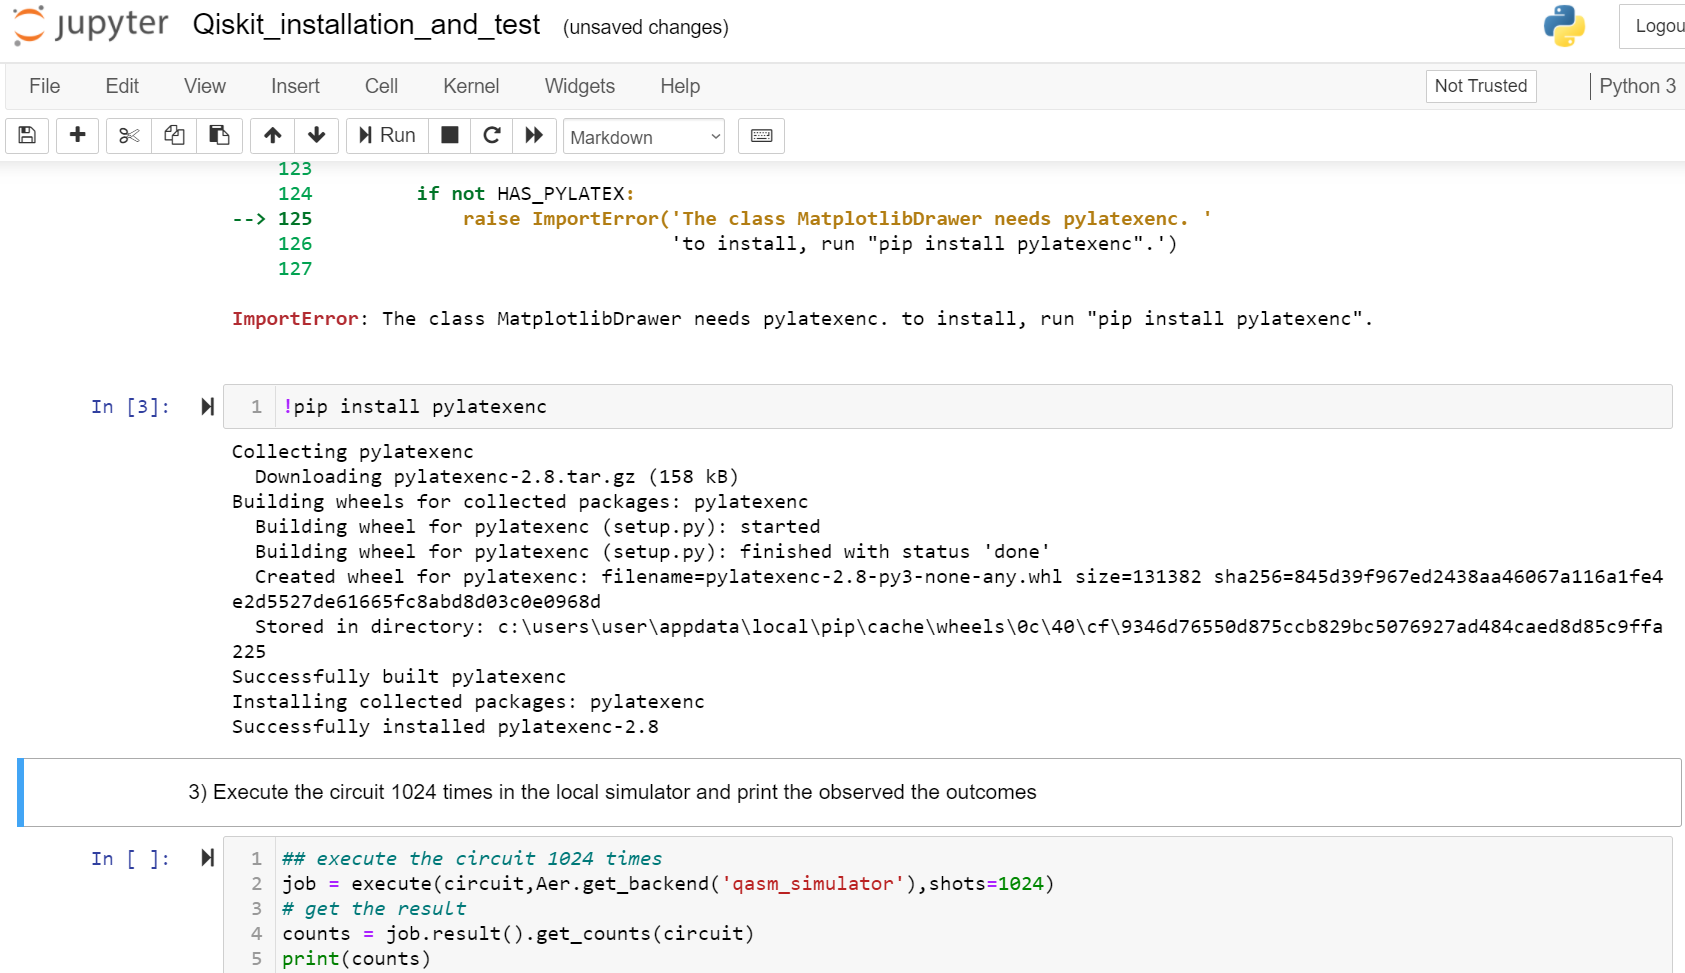 jupyter Qiskit_installation_and_test (unsaved changes)
File Edit View Insert Cell Kernel Widgets Help Not Trusted Python 3
Run Markdown
123
124 if not HAS_PYLATEX:
--> 125 raise ImportError('The class MatplotlibDrawer needs pylatexenc. '
126 'to install, run "pip install pylatexenc".')
127
ImportError: The class MatplotlibDrawer needs pylatexenc. to install, run "pip install pylatexenc".
In [3]: 1 !pip install pylatexenc
Collecting pylatexenc
Downloading pylatexenc-2.8.tar.gz (158 kB)
Building wheels for collected packages: pylatexenc
Building wheel for pylatexenc (setup.py): started
Building wheel for pylatexenc (setup.py): finished with status 'done'
Created wheel for pylatexenc: filename=pylatexenc-2.8-py3-none-any.whl size=131382 sha256=845d39f967ed2438aa46067a116a1fe4
e2d5527de61665fc8abd8d03c0e0968d
Stored in directory: c:\users\user\appdata\local\pip\cache\wheels\0c\40\cf\9346d76550d875ccb829bc5076927ad484caed8d85c9ffa
225
Successfully built pylatexenc
Installing collected packages: pylatexenc
Successfully installed pylatexenc-2.8
3) Execute the circuit 1024 times in the local simulator and print the observed the outcomes
In [ ]: 1 ## execute the circuit 1024 times
2 job = execute(circuit,Aer.get_backend('qasm_simulator'),shots=1024)
3 # get the result
4 counts = job.result().get_counts(circuit)
5 print(counts)